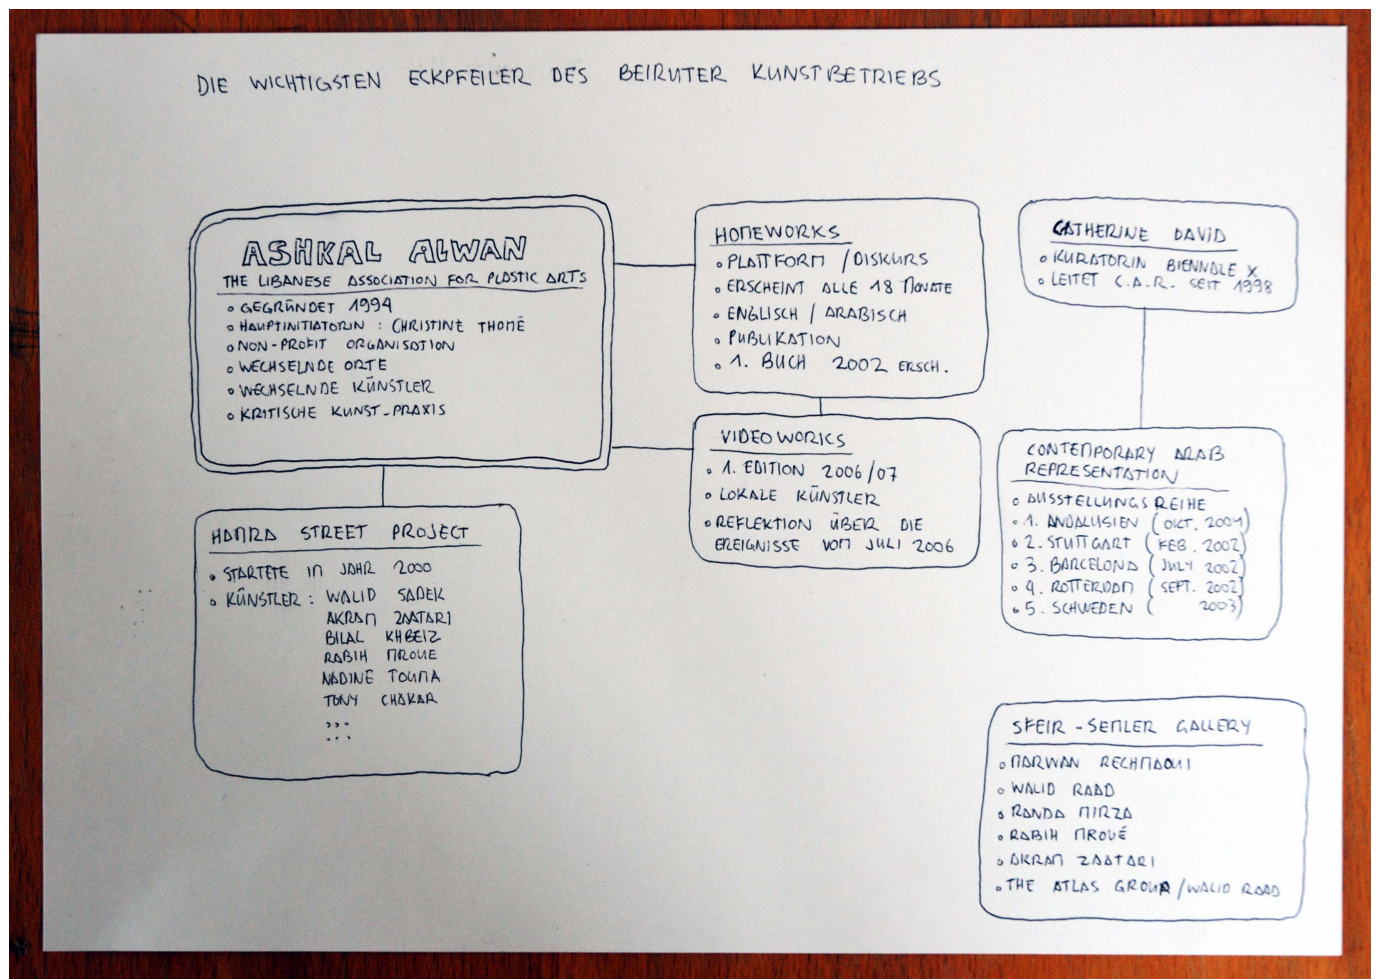 DIE WICHTIGSTEN ECKPFEILER DES BEIRUTER KUNSTBETRIEBS
ASHKAL ALWAN
THE LIBANESE ASSOCIATION FOR PLASTIC ARTS
• GEGRÜNDET 1994
• HAUPTINITIATORIN : CHRISTINE THOMÉ
• NON-PROFIT ORGANISATION
• WECHSELNDE ORTE
• WECHSELNDE KÜNSTLER
• KRITISCHE KUNST-PRAXIS
HOMEWORKS
• PLATTFORM / DISKURS
• ERSCHEINT ALLE 18 MONATE
• ENGLISCH / ARABISCH
• PUBLIKATION
• 1. BUCH 2002 ERSCH.
CATHERINE DAVID
• KURATORIN BIENNALE X
• LEITET C.A.R. SEIT 1998
VIDEOWORKS
• 1. EDITION 2006/07
• LOKALE KÜNSTLER
• REFLEKTION ÜBER DIE
EREIGNISSE VOM JULI 2006
CONTEMPORARY ARAB
REPRESENTATION
• AUSSTELLUNGSREIHE
• 1. ANDALUSIEN (OKT. 2001)
• 2. STUTTGART (FEB. 2002)
• 3. BARCELONA (JULY 2002)
• 4. ROTTERDAM (SEPT. 2002)
• 5. SCHWEDEN ( 2003)
HAMRA STREET PROJECT
• STARTETE IM JAHR 2000
• KÜNSTLER : WALID SADEK
AKRAM ZAATARI
BILAL KHBEIZ
RABIH MROUE
NADINE TOUMA
TONY CHAKAR
...
...
SFEIR-SEMLER GALLERY
• MARWAN RECHMAOUI
• WALID RAAD
• RANDA MIRZA
• RABIH MROUÉ
• AKRAM ZAATARI
• THE ATLAS GROUP / WALID RAAD